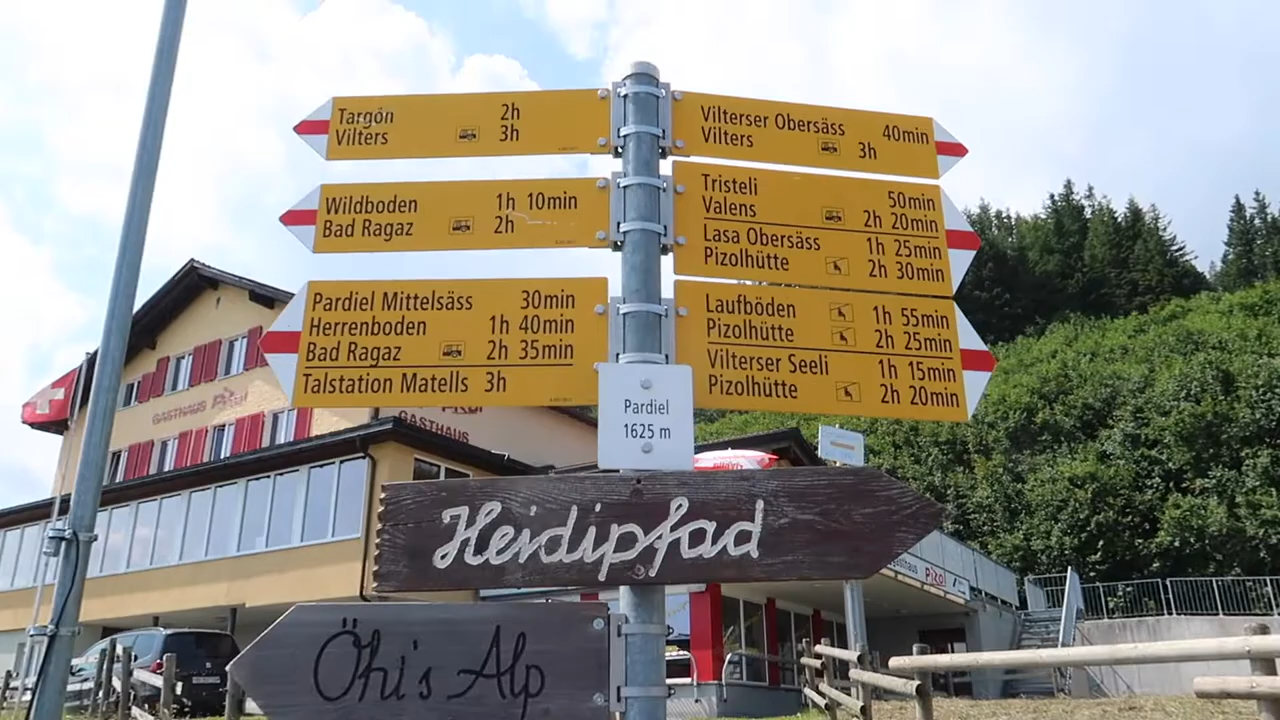 Targön 2h
Vilters 3h
Wildboden 1h 10min
Bad Ragaz 2h
Pardiel Mittelsäss 30min
Herrenboden 1h 40min
Bad Ragaz 2h 35min
Talstation Matells 3h
Vilterser Obersäss 40min
Vilters 3h
Tristeli 50min
Valens 2h 20min
Lasa Obersäss 1h 25min
Pizolhütte 2h 30min
Laufböden 1h 55min
Pizolhütte 2h 25min
Vilterser Seeli 1h 15min
Pizolhütte 2h 20min
Pardiel
1625 m
Heidipfad
Öhi's Alp
GASTHAUS PIZOL
GASTHAUS
gasthaus Pizol